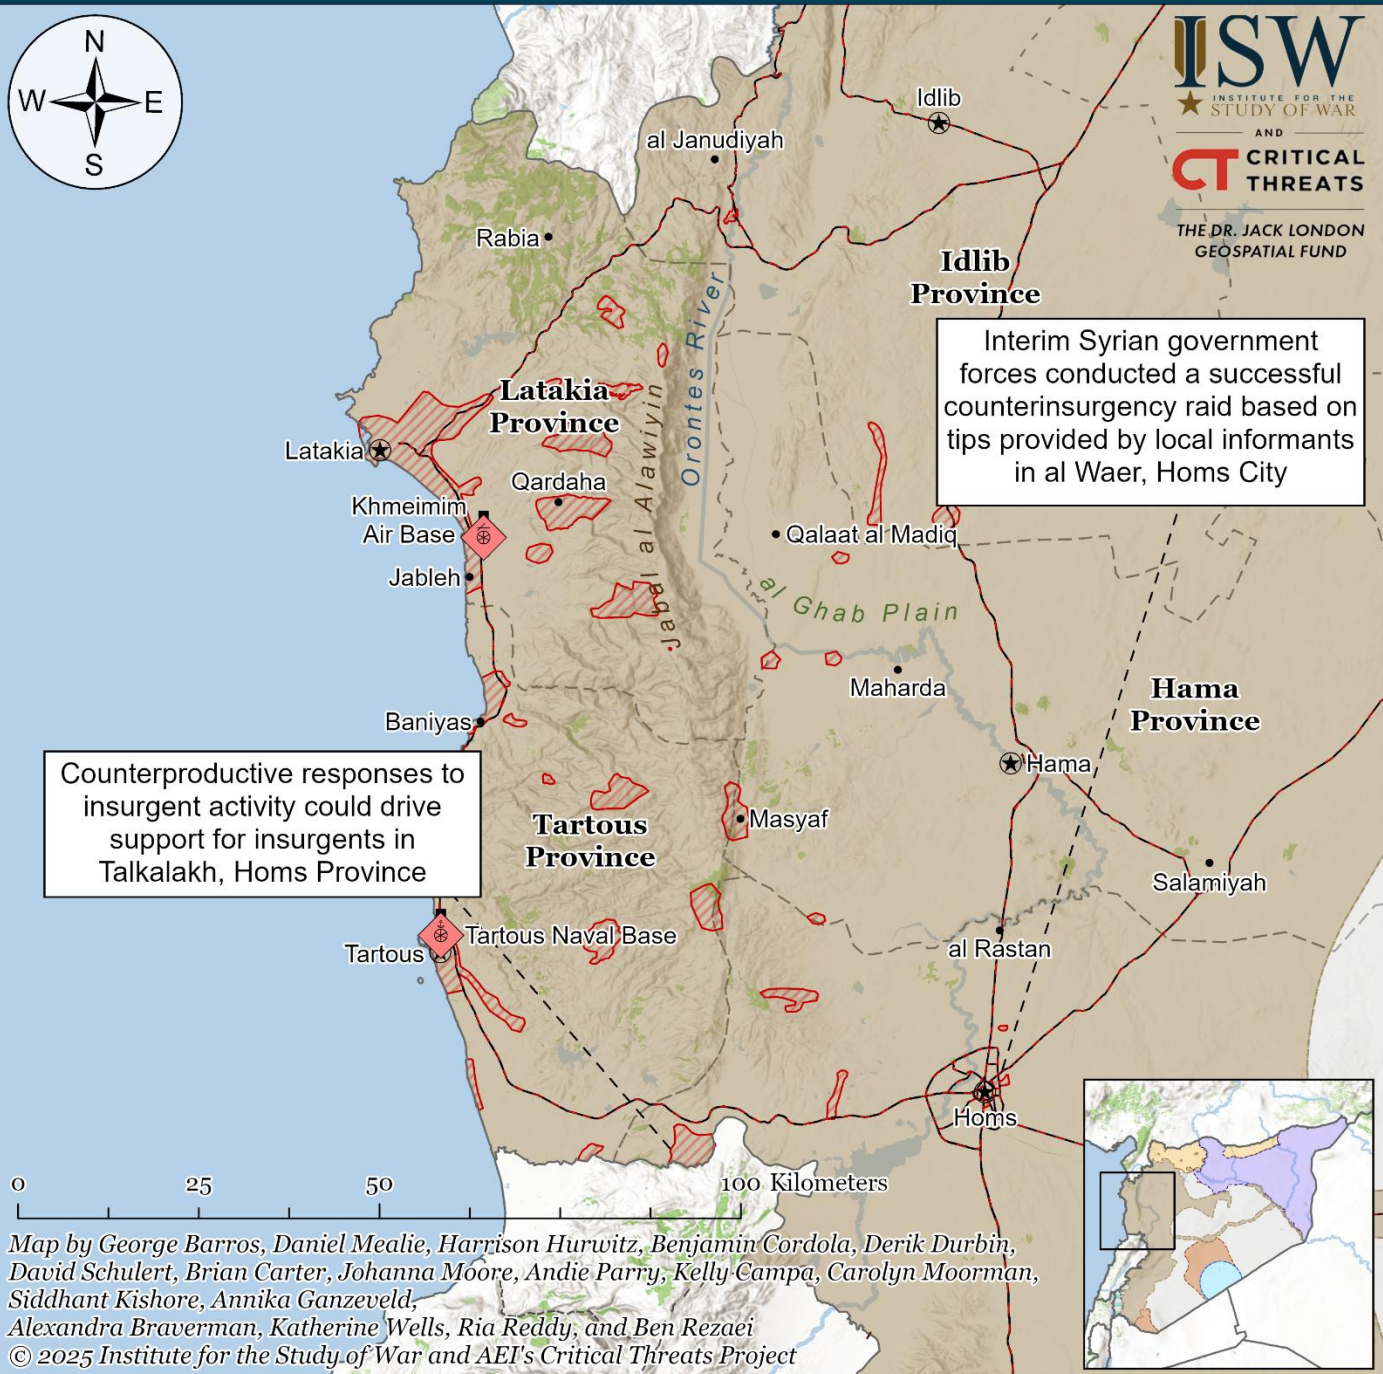 N
W E
S
ISW
INSTITUTE FOR THE
STUDY OF WAR
AND
CT CRITICAL
THREATS
THE DR. JACK LONDON
GEOSPATIAL FUND
Idlib
al Janudiyah
Rabia
Idlib
Province
Interim Syrian government
forces conducted a successful
counterinsurgency raid based on
tips provided by local informants
in al Waer, Homs City
Orontes River
Latakia
Province
Jabal al Alawiyin
Latakia
Qardaha
Khmeimim
Air Base
Qalaat al Madiq
Jableh
al Ghab Plain
Maharda
Hama
Province
Baniyas
Hama
Counterproductive responses to
insurgent activity could drive
support for insurgents in
Talkalakh, Homs Province
Tartous
Province
Masyaf
Salamiyah
Tartous Naval Base
Tartous
al Rastan
Homs
0 25 50 100 Kilometers
Map by George Barros, Daniel Mealie, Harrison Hurwitz, Benjamin Cordola, Derik Durbin,
David Schulert, Brian Carter, Johanna Moore, Andie Parry, Kelly Campa, Carolyn Moorman,
Siddhant Kishore, Annika Ganzeveld,
Alexandra Braverman, Katherine Wells, Ria Reddy, and Ben Rezaei
© 2025 Institute for the Study of War and AEI's Critical Threats Project